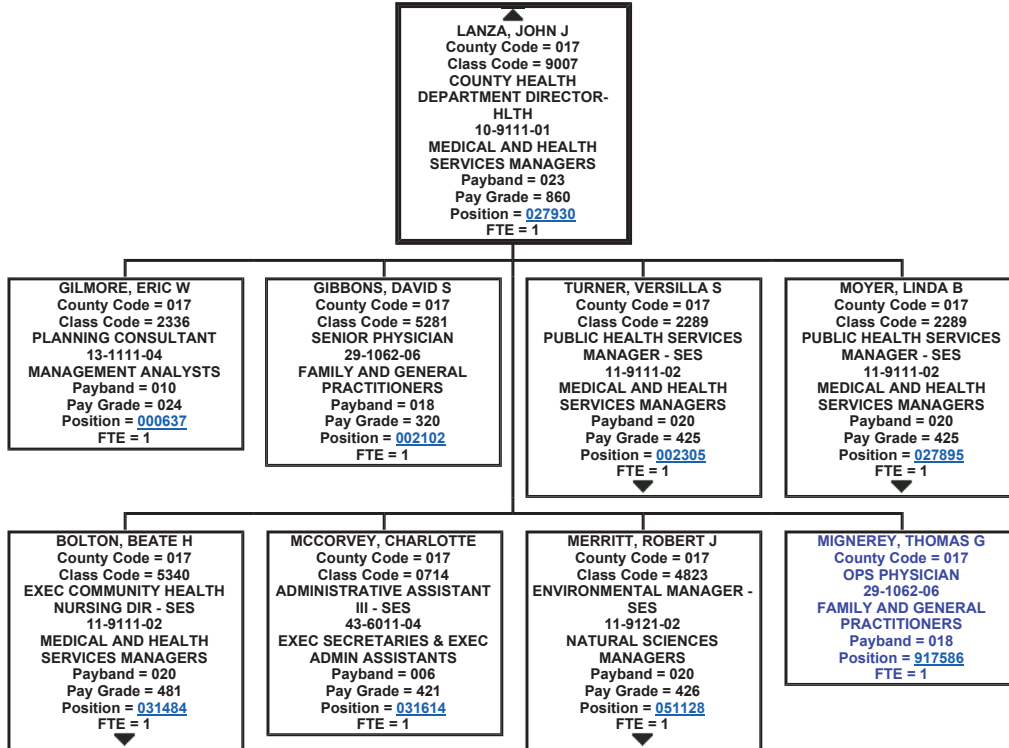 LANZA, JOHN J
County Code = 017
Class Code = 9007
COUNTY HEALTH
DEPARTMENT DIRECTOR-
HLTH
10-9111-01
MEDICAL AND HEALTH
SERVICES MANAGERS
Payband = 023
Pay Grade = 860
Position = 027930
FTE = 1
GILMORE, ERIC W
County Code = 017
Class Code = 2336
PLANNING CONSULTANT
13-1111-04
MANAGEMENT ANALYSTS
Payband = 010
Pay Grade = 024
Position = 000637
FTE = 1
GIBBONS, DAVID S
County Code = 017
Class Code = 5281
SENIOR PHYSICIAN
29-1062-06
FAMILY AND GENERAL
PRACTITIONERS
Payband = 018
Pay Grade = 320
Position = 002102
FTE = 1
TURNER, VERSILLA S
County Code = 017
Class Code = 2289
PUBLIC HEALTH SERVICES
MANAGER - SES
11-9111-02
MEDICAL AND HEALTH
SERVICES MANAGERS
Payband = 020
Pay Grade = 425
Position = 002305
FTE = 1
MOYER, LINDA B
County Code = 017
Class Code = 2289
PUBLIC HEALTH SERVICES
MANAGER - SES
11-9111-02
MEDICAL AND HEALTH
SERVICES MANAGERS
Payband = 020
Pay Grade = 425
Position = 027895
FTE = 1
BOLTON, BEATE H
County Code = 017
Class Code = 5340
EXEC COMMUNITY HEALTH
NURSING DIR - SES
11-9111-02
MEDICAL AND HEALTH
SERVICES MANAGERS
Payband = 020
Pay Grade = 481
Position = 031484
FTE = 1
MCCORVEY, CHARLOTTE
County Code = 017
Class Code = 0714
ADMINISTRATIVE ASSISTANT
III - SES
43-6011-04
EXEC SECRETARIES & EXEC
ADMIN ASSISTANTS
Payband = 006
Pay Grade = 421
Position = 031614
FTE = 1
MERRITT, ROBERT J
County Code = 017
Class Code = 4823
ENVIRONMENTAL MANAGER -
SES
11-9121-02
NATURAL SCIENCES
MANAGERS
Payband = 020
Pay Grade = 426
Position = 051128
FTE = 1
MIGNEREY, THOMAS G
County Code = 017
OPS PHYSICIAN
29-1062-06
FAMILY AND GENERAL
PRACTITIONERS
Payband = 018
Position = 917586
FTE = 1